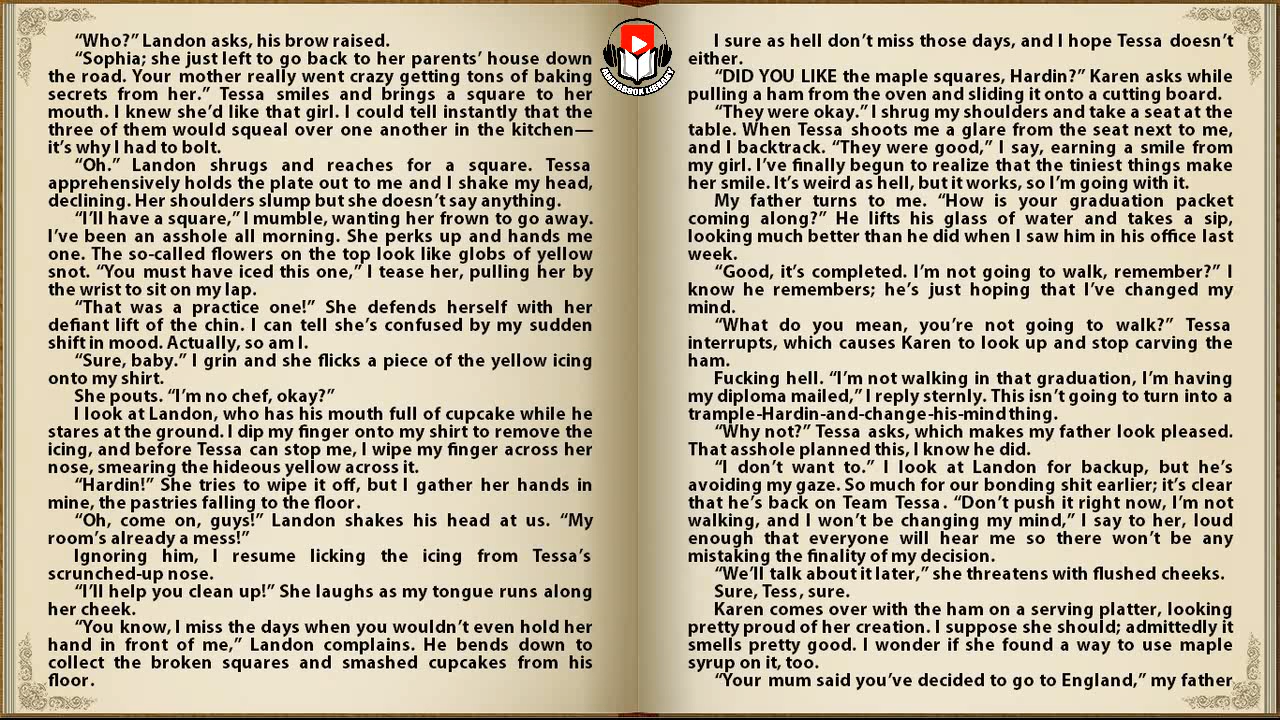 “Who?” Landon asks, his brow raised.
“Sophia; she just left to go back to her parents’ house down
the road. Your mother really went crazy getting tons of baking
secrets from her.” Tessa smiles and brings a square to her
mouth. I knew she’d like that girl. I could tell instantly that the
three of them would squeal over one another in the kitchen—
it’s why I had to bolt.
“Oh.” Landon shrugs and reaches for a square. Tessa
apprehensively holds the plate out to me and I shake my head,
declining. Her shoulders slump but she doesn’t say anything.
“I’ll have a square,” I mumble, wanting her frown to go away.
I’ve been an asshole all morning. She perks up and hands me
one. The so-called flowers on the top look like globs of yellow
snot. “You must have iced this one,” I tease her, pulling her by
the wrist to sit on my lap.
“That was a practice one!” She defends herself with her
defiant lift of the chin. I can tell she’s confused by my sudden
shift in mood. Actually, so am I.
“Sure, baby.” I grin and she flicks a piece of the yellow icing
onto my shirt.
She pouts. “I’m no chef, okay?”
I look at Landon, who has his mouth full of cupcake while he
stares at the ground. I dip my finger onto my shirt to remove the
icing, and before Tessa can stop me, I wipe my finger across her
nose, smearing the hideous yellow across it.
“Hardin!” She tries to wipe it off, but I gather her hands in
mine, the pastries falling to the floor.
“Oh, come on, guys!” Landon shakes his head at us. “My
room’s already a mess!”
Ignoring him, I resume licking the icing from Tessa’s
scrunched-up nose.
“I’ll help you clean up!” She laughs as my tongue runs along
her cheek.
“You know, I miss the days when you wouldn’t even hold her
hand in front of me,” Landon complains. He bends down to
collect the broken squares and smashed cupcakes from his
floor.
AUDIOBOOK LIBRARY
I sure as hell don’t miss those days, and I hope Tessa doesn’t
either.
“DID YOU LIKE the maple squares, Hardin?” Karen asks while
pulling a ham from the oven and sliding it onto a cutting board.
“They were okay.” I shrug my shoulders and take a seat at the
table. When Tessa shoots me a glare from the seat next to me,
and I backtrack. “They were good,” I say, earning a smile from
my girl. I’ve finally begun to realize that the tiniest things make
her smile. It’s weird as hell, but it works, so I’m going with it.
My father turns to me. “How is your graduation packet
coming along?” He lifts his glass of water and takes a sip,
looking much better than he did when I saw him in his office last
week.
“Good, it’s completed. I’m not going to walk, remember?” I
know he remembers; he’s just hoping that I’ve changed my
mind.
“What do you mean, you’re not going to walk?” Tessa
interrupts, which causes Karen to look up and stop carving the
ham.
Fucking hell. “I’m not walking in that graduation, I’m having
my diploma mailed,” I reply sternly. This isn’t going to turn into a
trample-Hardin-and-change-his-mind thing.
“Why not?” Tessa asks, which makes my father look pleased.
That asshole planned this, I know he did.
“I don’t want to.” I look at Landon for backup, but he’s
avoiding my gaze. So much for our bonding shit earlier; it’s clear
that he’s back on Team Tessa. “Don’t push it right now, I’m not
walking, and I won’t be changing my mind,” I say to her, loud
enough that everyone will hear me so there won’t be any
mistaking the finality of my decision.
“We’ll talk about it later,” she threatens with flushed cheeks.
Sure, Tess, sure.
Karen comes over with the ham on a serving platter, looking
pretty proud of her creation. I suppose she should; admittedly it
smells pretty good. I wonder if she found a way to use maple
syrup on it, too.
“Your mum said you’ve decided to go to England,” my father